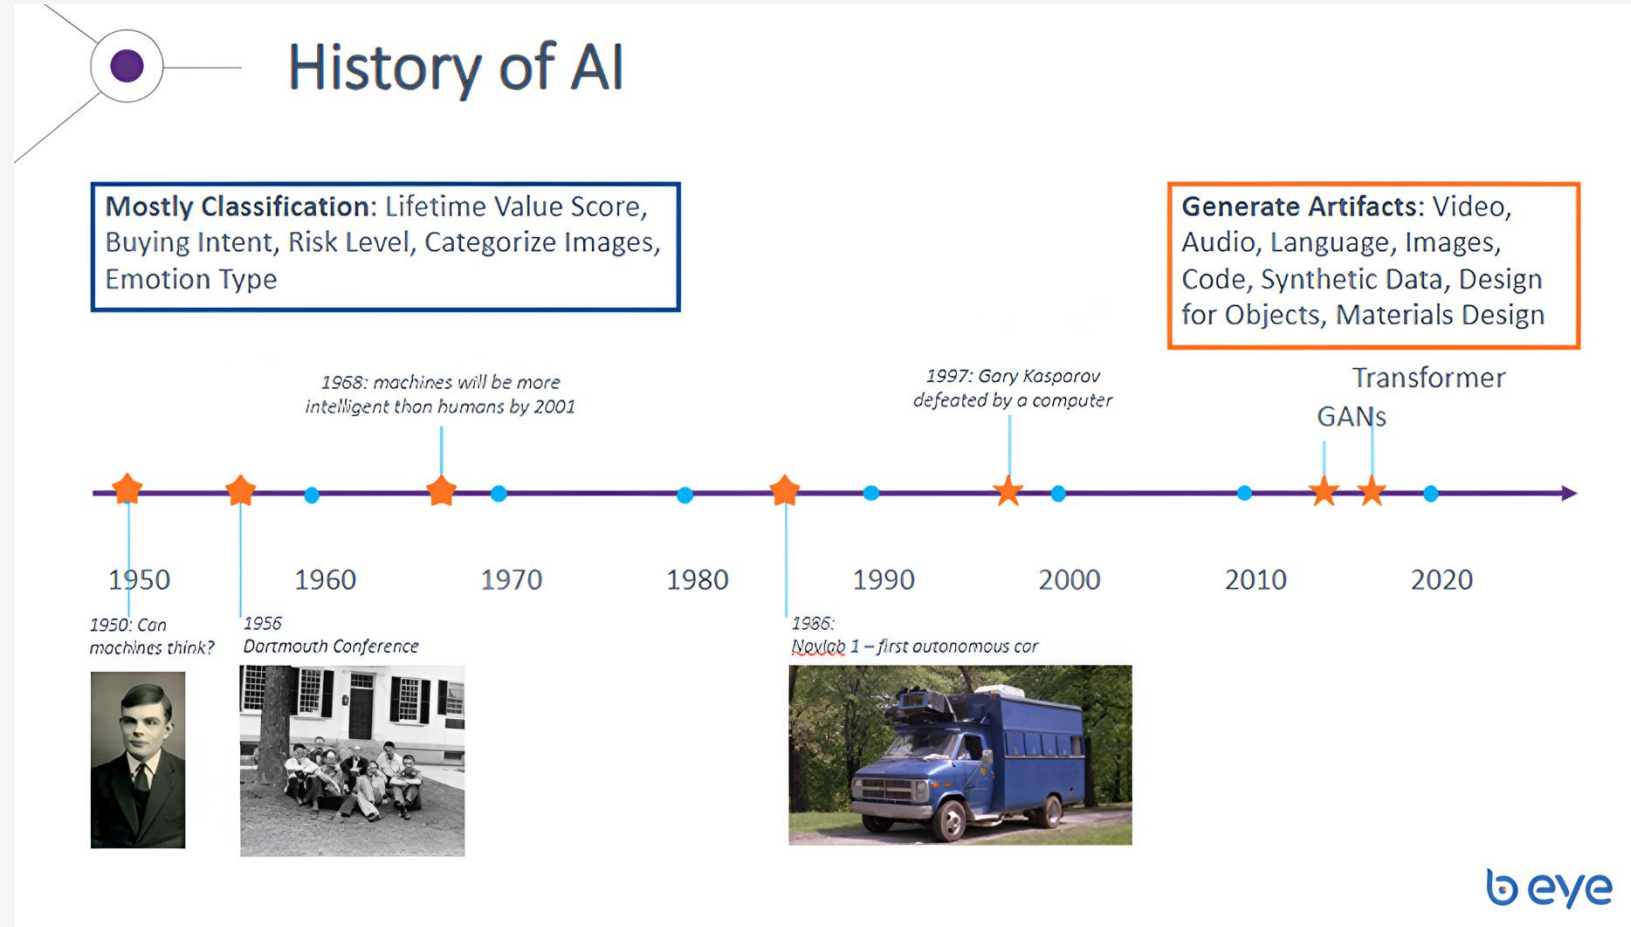 History of AI
Mostly Classification: Lifetime Value Score,
Buying Intent, Risk Level, Categorize Images,
Emotion Type
Generate Artifacts: Video,
Audio, Language, Images,
Code, Synthetic Data, Design
for Objects, Materials Design
1968: machines will be more
intelligent than humans by 2001
1997: Gary Kasparov
defeated by a computer
Transformer
GANs
1950
1960
1970
1980
1990
2000
2010
2020
1950: Can
machines think?
1956
Dartmouth Conference
1986:
Navlab 1 – first autonomous car
b eye